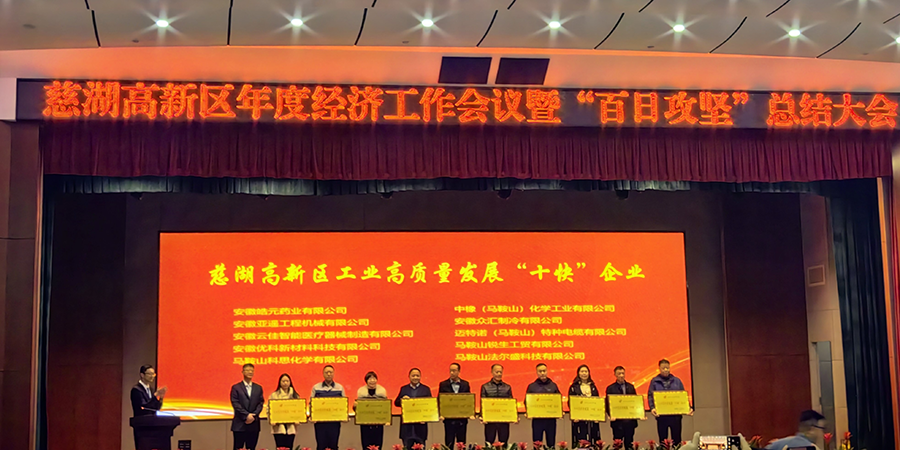 慈湖高新区年度经济工作会议暨“百日攻坚”总结大会
慈湖高新区工业高质量发展“十快”企业
安徽皓元药业有限公司
安徽亚遥工程机械有限公司
安徽云佳智能医疗器械制造有限公司
安徽优科新材料科技有限公司
马鞍山科思化学有限公司
中橡（马鞍山）化学工业有限公司
安徽众汇制冷有限公司
迈特诺（马鞍山）特种电缆有限公司
马鞍山锐生工贸有限公司
马鞍山法尔盛科技有限公司